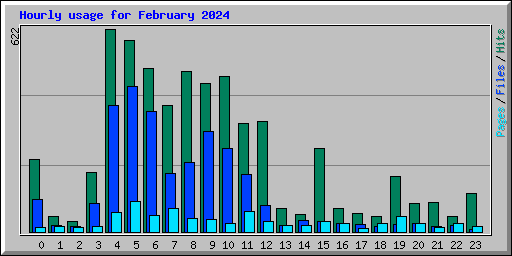 Hourly usage for February 2024
622
Pages/Files/Hits
0 1 2 3 4 5 6 7 8 9 10 11 12 13 14 15 16 17 18 19 20 21 22 23